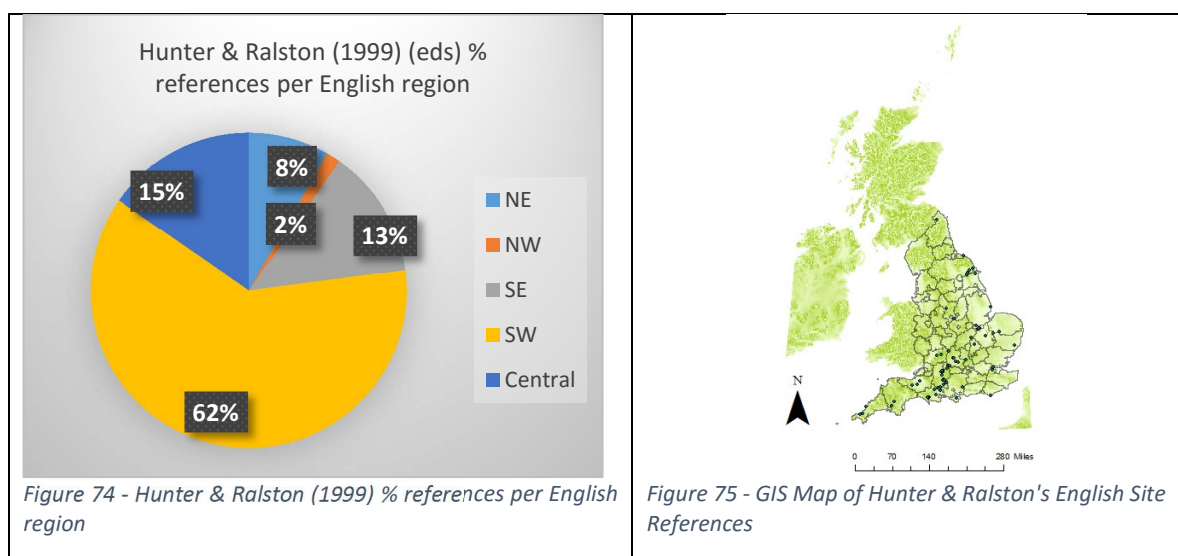 Hunter & Ralston (1999) (eds) %
references per English region
8%
15%
2%
13%
62%
NE
NW
SE
SW
Central
Figure 74 - Hunter & Ralston (1999) % references per English
region
N
0 70 140 280 Miles
Figure 75 - GIS Map of Hunter & Ralston's English Site
References